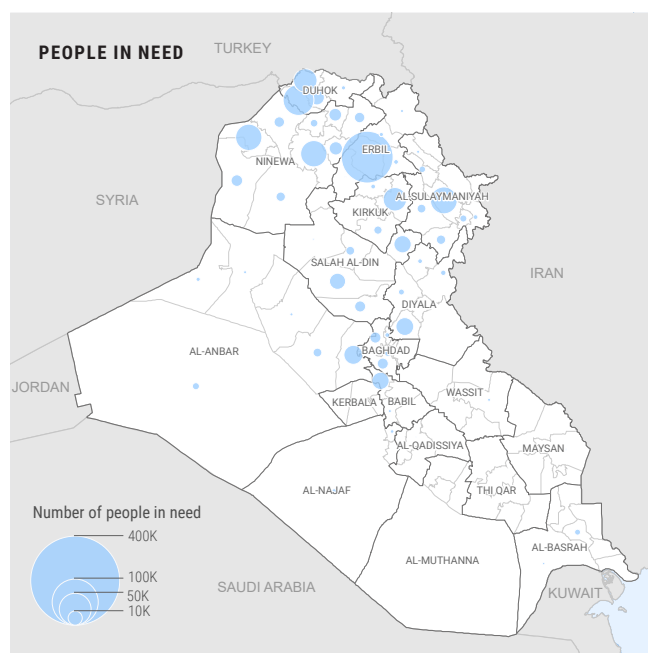 PEOPLE IN NEED
TURKEY
DUHOK
ERBIL
NINEWA
AL.SULAYMANIYAH
SYRIA
KIRKUK
SALAH AL-DIN
IRAN
DIYALA
AL-ANBAR
BAGHDAD
JORDAN
KERBALA
BABIL
WASSIT
AL-QADISSIYA
MAYSAN
AL-NAJAF
THI QAR
Number of people in need
400K
AL-BASRAH
AL-MUTHANNA
100K
50K
10K
SAUDI ARABIA
KUWAIT